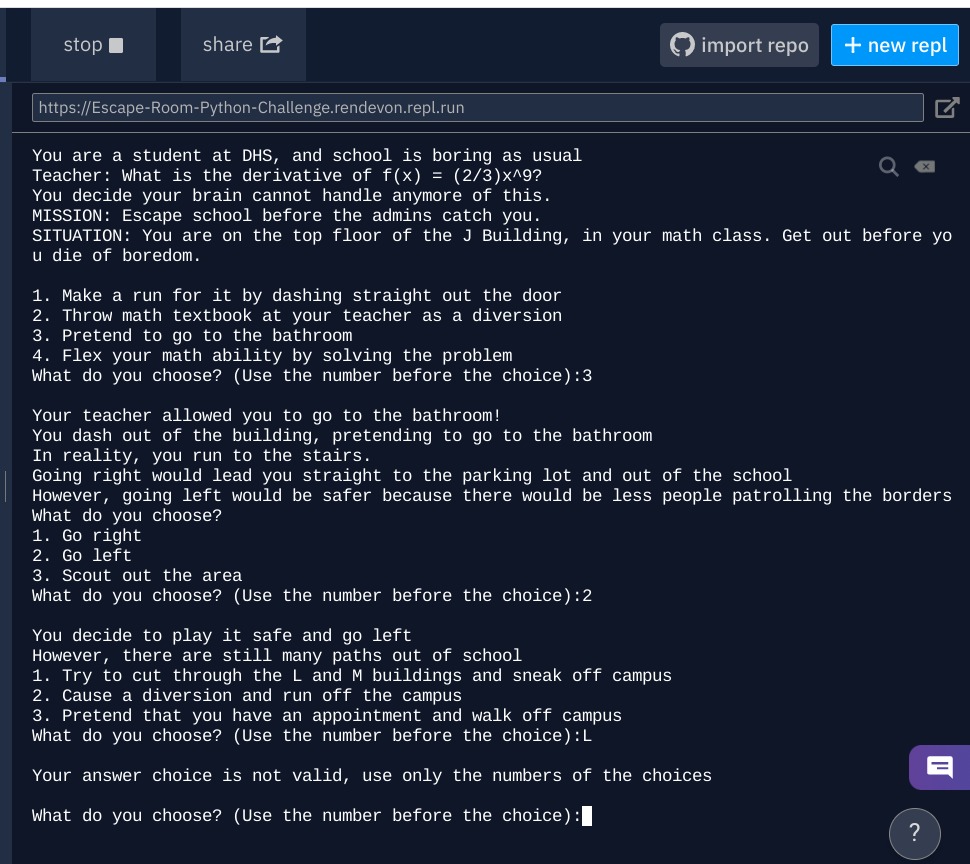 stop
share
import repo
+ new repl
https://Escape-Room-Python-Challenge.rendevon.repl.run
You are a student at DHS, and school is boring as usual
Teacher: What is the derivative of f(x) = (2/3)x^9?
You decide your brain cannot handle anymore of this.
MISSION: Escape school before the admins catch you.
SITUATION: You are on the top floor of the J Building, in your math class. Get out before yo
u die of boredom.
1. Make a run for it by dashing straight out the door
2. Throw math textbook at your teacher as a diversion
3. Pretend to go to the bathroom
4. Flex your math ability by solving the problem
What do you choose? (Use the number before the choice):3
Your teacher allowed you to go to the bathroom!
You dash out of the building, pretending to go to the bathroom
In reality, you run to the stairs.
Going right would lead you straight to the parking lot and out of the school
However, going left would be safer because there would be less people patrolling the borders
What do you choose?
1. Go right
2. Go left
3. Scout out the area
What do you choose? (Use the number before the choice):2
You decide to play it safe and go left
However, there are still many paths out of school
1. Try to cut through the L and M buildings and sneak off campus
2. Cause a diversion and run off the campus
3. Pretend that you have an appointment and walk off campus
What do you choose? (Use the number before the choice):L
Your answer choice is not valid, use only the numbers of the choices
What do you choose? (Use the number before the choice):
?